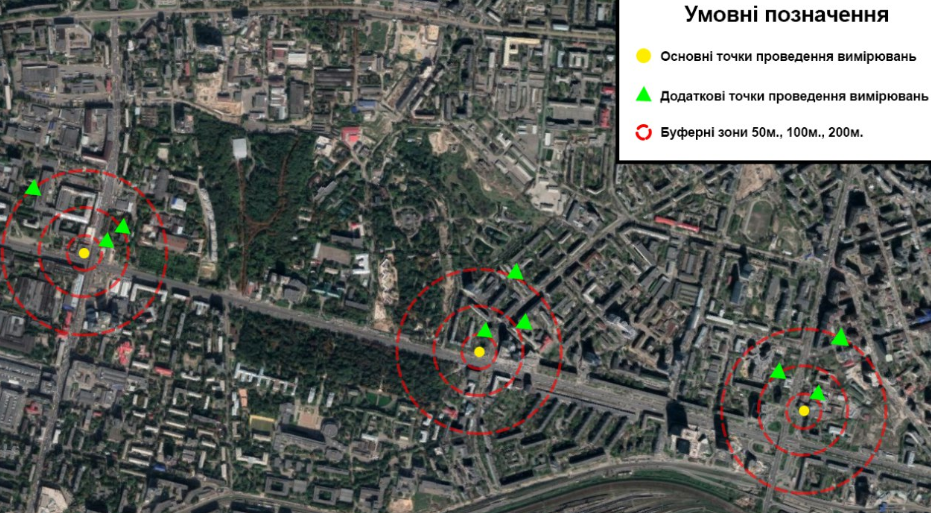 Умовні позначення
Основні точки проведення вимірювань
Додаткові точки проведення вимірювань
Буферні зони 50м., 100м., 200м.